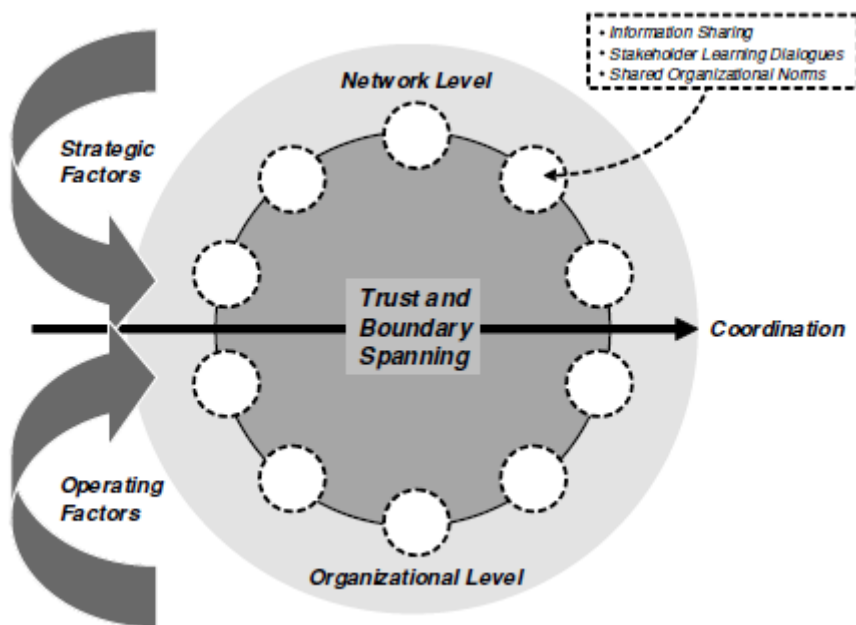 • Information Sharing
• Stakeholder Learning Dialogues
• Shared Organizational Norms
Network Level
Strategic
Factors
Trust and
Boundary
Spanning
Coordination
Operating
Factors
Organizational Level